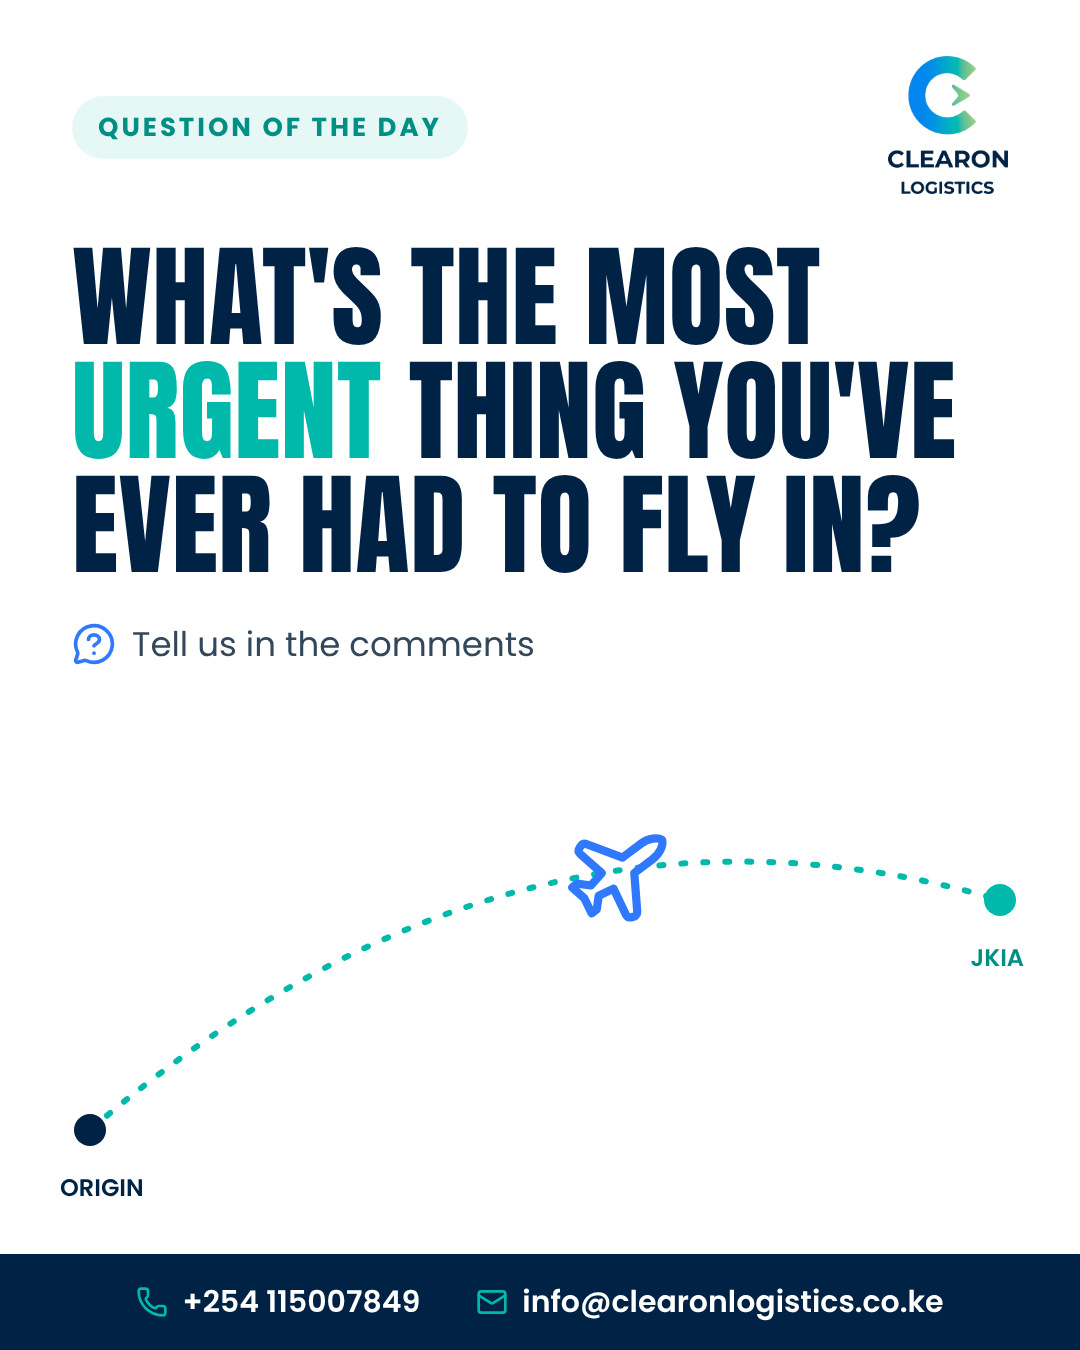 QUESTION OF THE DAY
CLEARON
LOGISTICS
WHAT'S THE MOST
URGENT THING YOU'VE
EVER HAD TO FLY IN?
Tell us in the comments
JKIA
ORIGIN
+254 115007849
info@clearonlogistics.co.ke